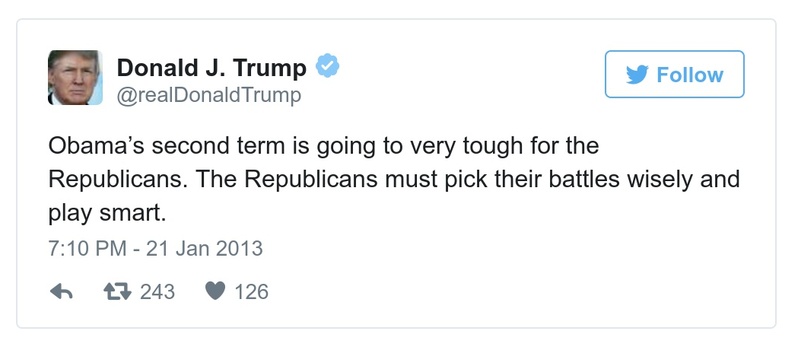 Donald J. Trump
@realDonaldTrump
Follow
Obama’s second term is going to very tough for the
Republicans. The Republicans must pick their battles wisely and
play smart.
7:10 PM - 21 Jan 2013
243 126